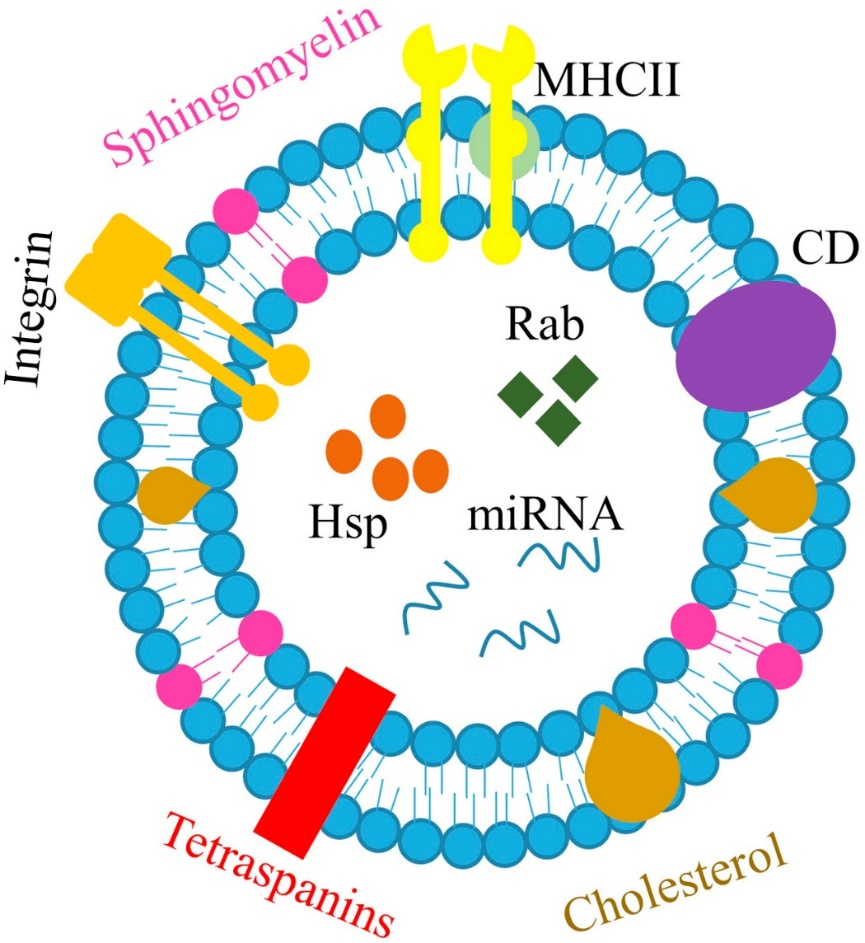 Sphingomyelin
MHCII
Integrin
CD
Rab
Hsp
miRNA
Tetraspanins
Cholesterol